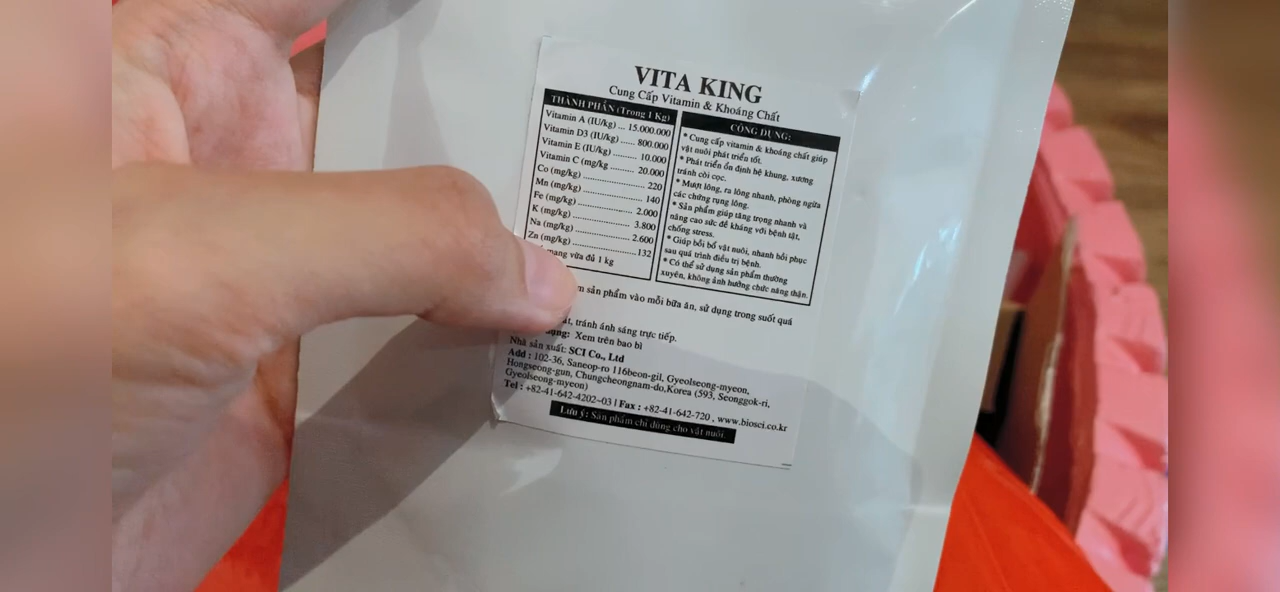 VITA KING
Cung Cấp Vitamin & Khoáng Chất
THÀNH PHẦN (Trong 1 Kg)
Vitamin A (IU/kg) ... 15.000.000
Vitamin D3 (IU/kg) ...... 800.000
Vitamin E (IU/kg) .......... 10.000
Vitamin C (mg/kg .......... 20.000
Co (mg/kg) .......................... 220
Mn (mg/kg) ......................... 140
Fe (mg/kg) ....................... 2.000
K (mg/kg) ........................ 3.800
Na (mg/kg) ...................... 2.600
Zn (mg/kg) ..........................132
mang vừa đủ 1 kg
CÔNG DỤNG:
* Cung cấp vitamin & khoáng chất giúp
vật nuôi phát triển tốt.
* Phát triển ổn định hệ khung, xương
tránh còi cọc.
* Mượt lông, ra lông nhanh, phòng ngừa
các chứng rụng lông.
* Sản phẩm giúp tăng trọng nhanh và
nâng cao sức đề kháng với bệnh tật,
chống stress.
* Giúp bồi bổ vật nuôi, nhanh hồi phục
sau quá trình điều trị bệnh.
* Có thể sử dụng sản phẩm thường
xuyên, không ảnh hưởng chức năng thận.
sản phẩm vào mỗi bữa ăn, sử dụng trong suốt quá
tránh ánh sáng trực tiếp.
Xem trên bao bì
Nhà sản xuất: SCI Co., Ltd
Add : 102-36, Saneop-ro 116beon-gil, Gyeolseong-myeon,
Hongseong-gun, Chungcheongnam-do,Korea (593, Seonggok-ri,
Gyeolseong-myeon)
Tel : +82-41-642-4202~03 | Fax : +82-41-642-720 , www.biosci.co.kr
Lưu ý: Sản phẩm chỉ dùng cho vật nuôi.